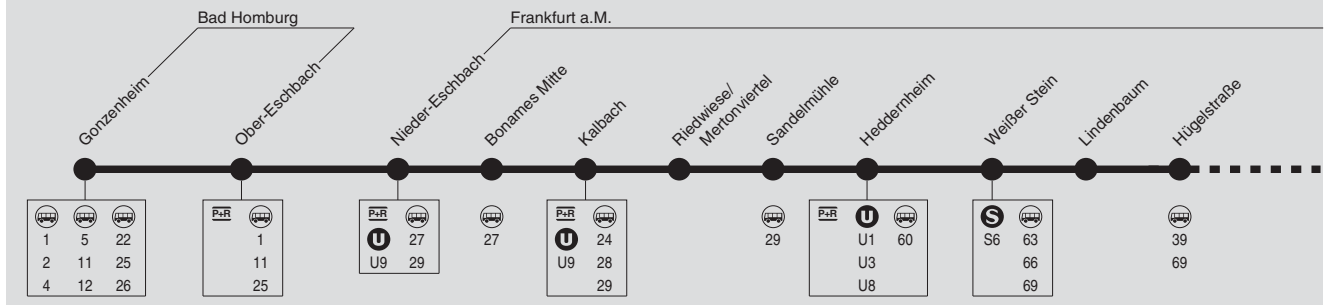 Bad Homburg
Frankfurt a.M.
Gonzenheim
Ober-Eschbach
Nieder-Eschbach
Bonames Mitte
Kalbach
Riedwiese/
Mertonviertel
Sandelmühle
Heddernheim
Weißer Stein
Lindenbaum
Hügelstraße
1 5 22
2 11 25
4 12 26
P+R
1
11
25
P+R
U 27
U9 29
27
P+R
U 24
U9 28
29
29
P+R U
U1 60
U3
U8
S
S6 63
66
69
39
69